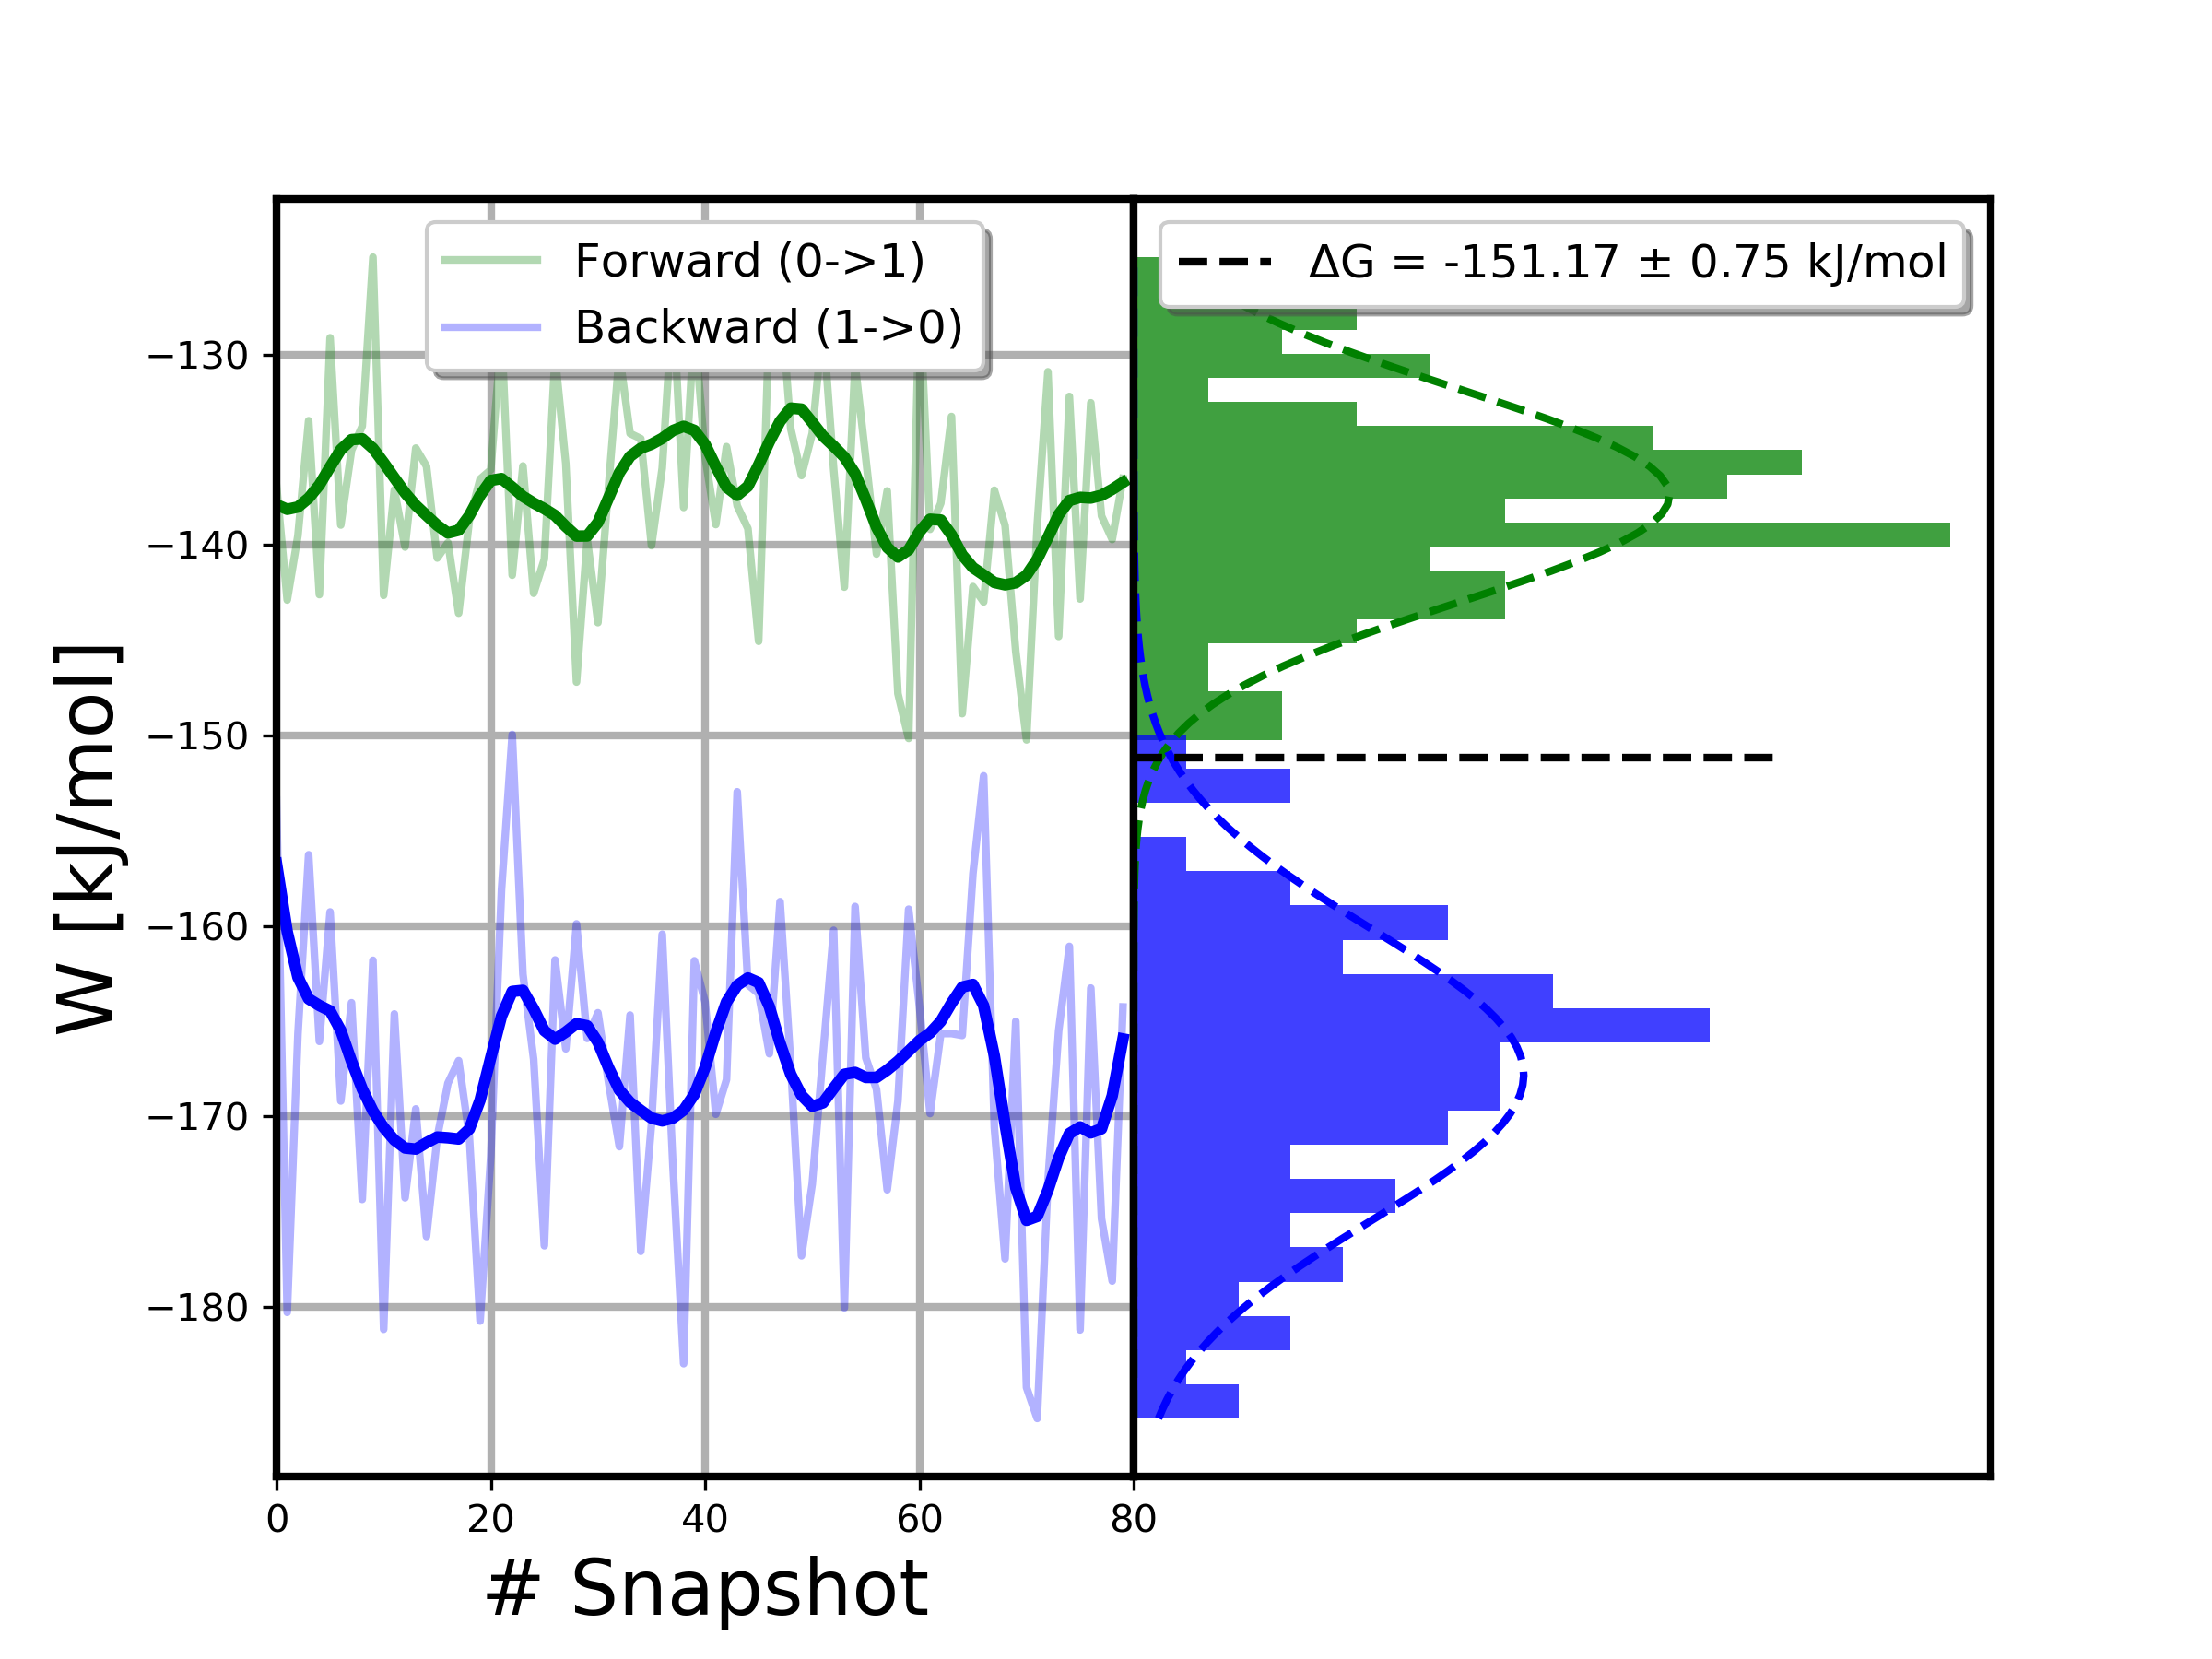 Forward (0->1)
Backward (1->0)
ΔG = -151.17 ± 0.75 kJ/mol
W [kJ/mol]
−130
−140
−150
−160
−170
−180
0 20 40 60 80
# Snapshot